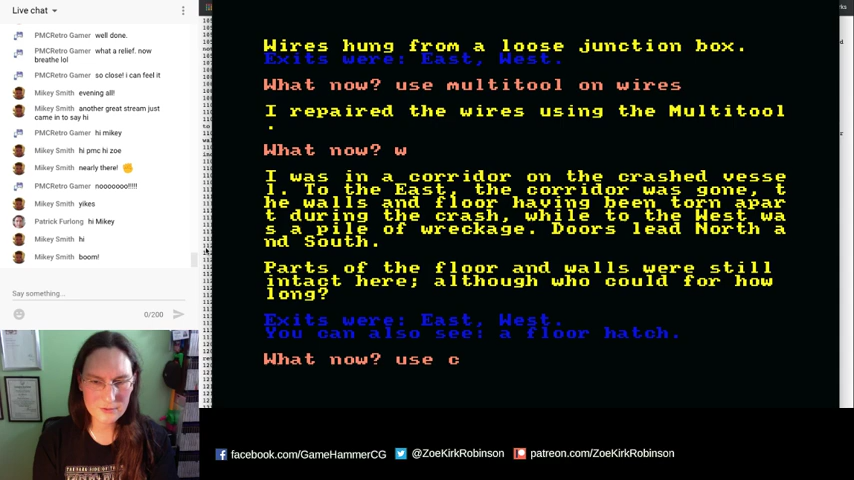 Live chat
PMCRetro Gamer well done.
PMCRetro Gamer what a relief. now
breathe lol
PMCRetro Gamer so close! i can feel it
Mikey Smith evening all!
Mikey Smith another great stream just
came in to say hi
PMCRetro Gamer hi mikey
Mikey Smith hi pmc hi zoe
Mikey Smith nearly there!
PMCRetro Gamer nooooooo!!!!!
Mikey Smith yikes
Patrick Furlong hi Mikey
Mikey Smith hi
Mikey Smith boom!
Say something...
0/200
Wires hung from a loose junction box.
Exits were: East, West.
What now? use multitool on wires
I repaired the wires using the Multitool
.
What now? w
I was in a corridor on the crashed vesse
l. To the East, the corridor was gone, t
he walls and floor having been torn apar
t during the crash, while to the West wa
s a pile of wreckage. Doors lead North a
nd South.
Parts of the floor and walls were still
intact here; although who could for how
long?
Exits were: East, West.
You can also see: a floor hatch.
What now? use c
facebook.com/GameHammerCG
@ZoeKirkRobinson
patreon.com/ZoeKirkRobinson